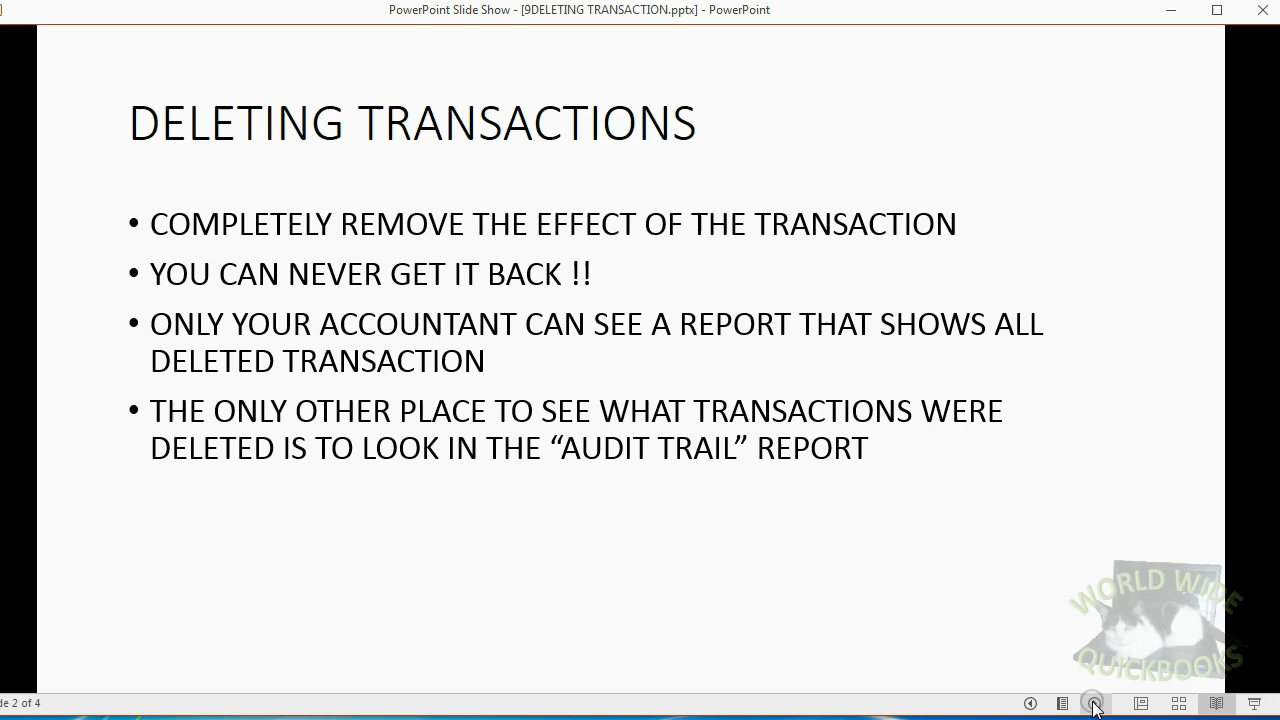 PowerPoint Slide Show - [9DELETING TRANSACTION.pptx] - PowerPoint
DELETING TRANSACTIONS
• COMPLETELY REMOVE THE EFFECT OF THE TRANSACTION
• YOU CAN NEVER GET IT BACK !!
• ONLY YOUR ACCOUNTANT CAN SEE A REPORT THAT SHOWS ALL
DELETED TRANSACTION
• THE ONLY OTHER PLACE TO SEE WHAT TRANSACTIONS WERE
DELETED IS TO LOOK IN THE “AUDIT TRAIL” REPORT
WORLD WIDE
QUICKBOOKS
de 2 of 4